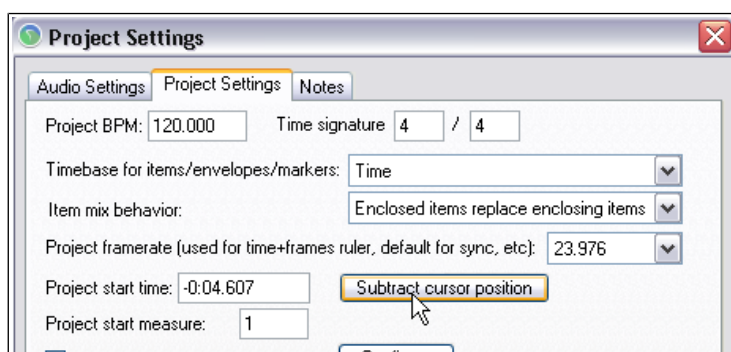 Project Settings
Audio Settings Project Settings Notes
Project BPM: 120.000 Time signature 4 / 4
Timebase for items/envelopes/markers: Time
Item mix behavior: Enclosed items replace enclosing items
Project framerate (used for time+frames ruler, default for sync, etc): 23.976
Project start time: -0:04.607 Subtract cursor position
Project start measure: 1